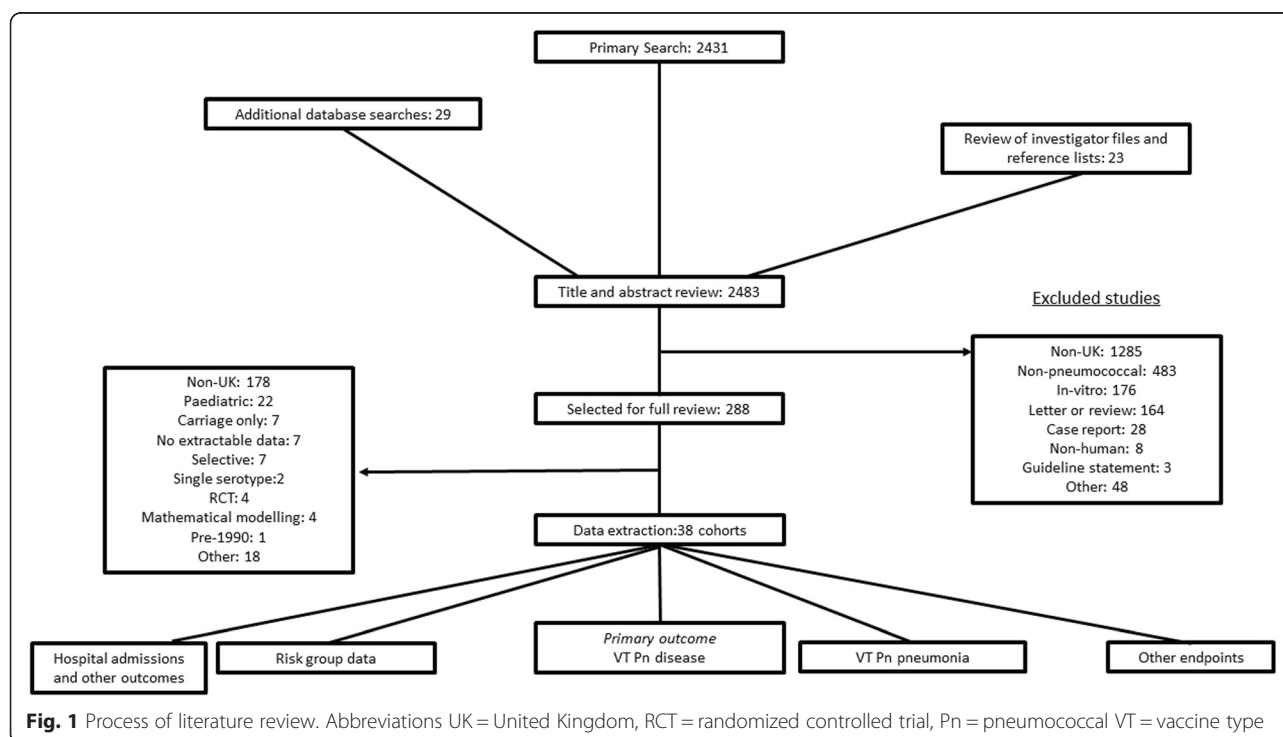 Primary Search: 2431
Additional database searches: 29
Review of investigator files and
reference lists: 23
Title and abstract review: 2483
Excluded studies
Non-UK: 1285
Non-pneumococcal: 483
In-vitro: 176
Letter or review: 164
Case report: 28
Non-human: 8
Guideline statement: 3
Other: 48
Selected for full review: 288
Non-UK: 178
Paediatric: 22
Carriage only: 7
No extractable data: 7
Selective: 7
Single serotype:2
RCT: 4
Mathematical modelling: 4
Pre-1990: 1
Other: 18
Data extraction:38 cohorts
Hospital admissions
and other outcomes
Risk group data
Primary outcome
VT Pn disease
VT Pn pneumonia
Other endpoints
Fig. 1 Process of literature review. Abbreviations UK = United Kingdom, RCT = randomized controlled trial, Pn = pneumococcal VT = vaccine type